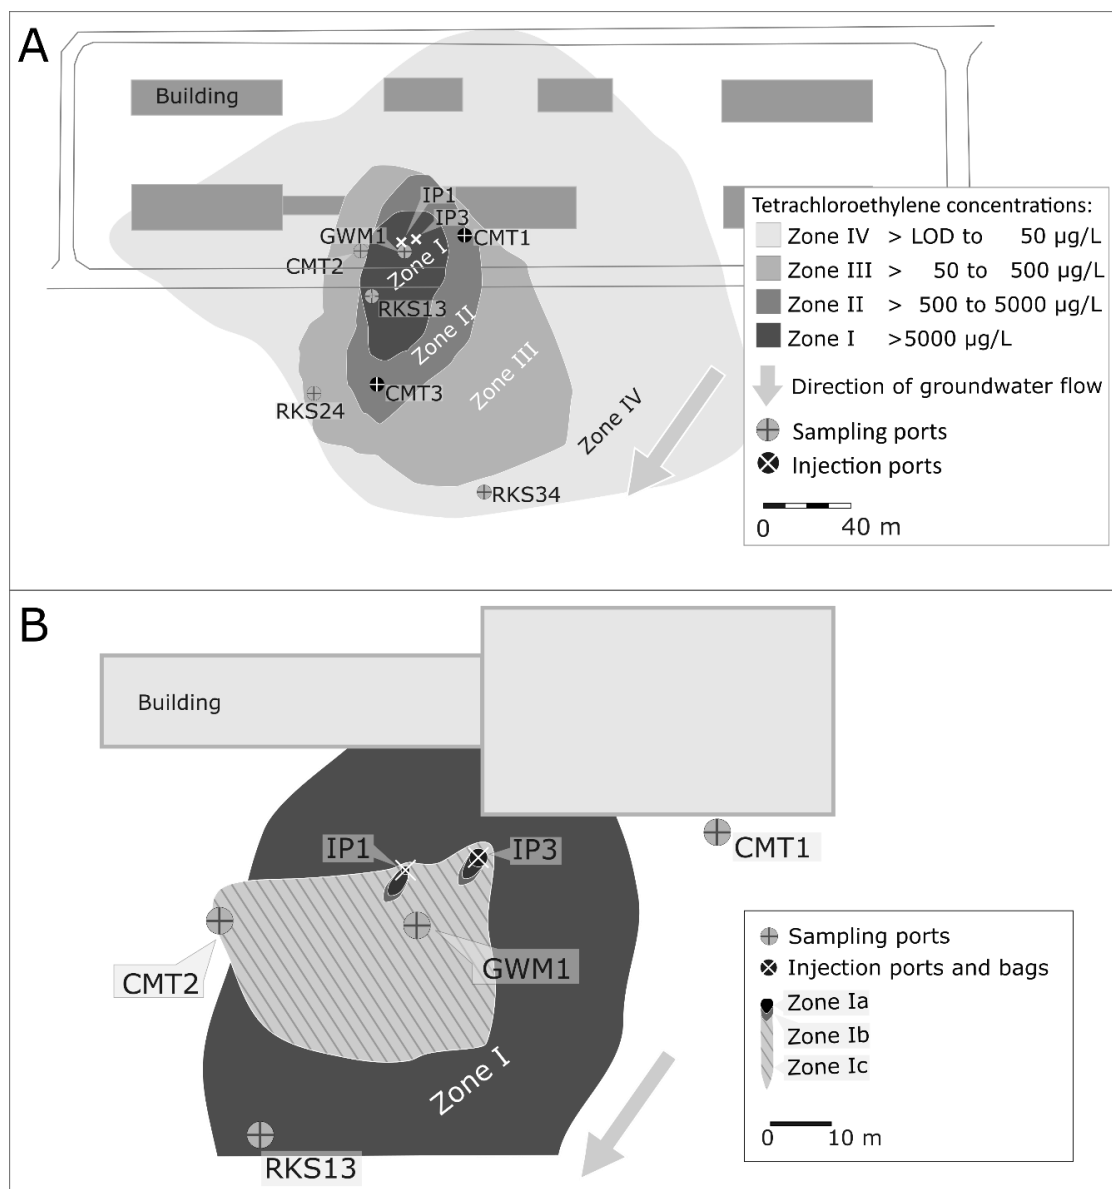 A
Building
IP1
IP3
GWM1
CMT1
CMT2
Zone I
RKS13
Zone II
Zone III
CMT3
RKS24
Zone IV
RKS34
Tetrachloroethylene concentrations:
Zone IV > LOD to 50 µg/L
Zone III > 50 to 500 µg/L
Zone II > 500 to 5000 µg/L
Zone I >5000 µg/L
Direction of groundwater flow
Sampling ports
Injection ports
0 40 m
B
Building
IP1
IP3
CMT1
CMT2
GWM1
Zone I
RKS13
Sampling ports
Injection ports and bags
Zone Ia
Zone Ib
Zone Ic
0 10 m